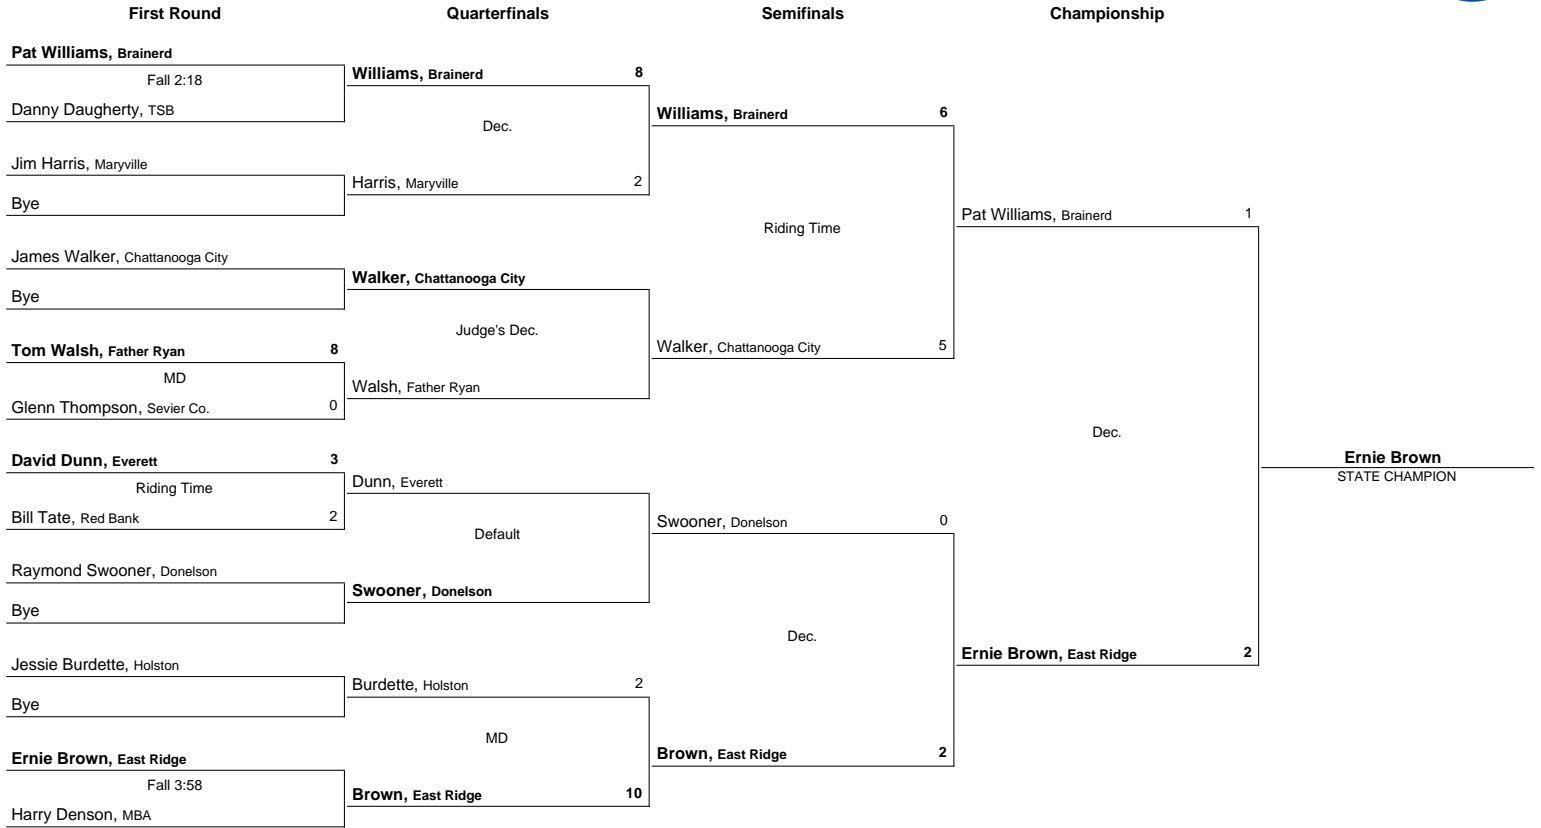 First Round Quarterfinals Semifinals Championship
Pat Williams, Brainerd
Fall 2:18
Danny Daugherty, TSB
Jim Harris, Maryville
Bye
James Walker, Chattanooga City
Bye
Tom Walsh, Father Ryan 8
MD
Glenn Thompson, Sevier Co. 0
David Dunn, Everett 3
Riding Time
Bill Tate, Red Bank 2
Raymond Swooner, Donelson
Bye
Jessie Burdette, Holston
Bye
Ernie Brown, East Ridge
Fall 3:58
Harry Denson, MBA
Williams, Brainerd 8
Dec.
Harris, Maryville 2
Walker, Chattanooga City
Judge's Dec.
Walsh, Father Ryan
Dunn, Everett
Default
Swooner, Donelson
Burdette, Holston 2
MD
Brown, East Ridge 10
Williams, Brainerd 6
Riding Time
Walker, Chattanooga City 5
Swooner, Donelson 0
Dec.
Brown, East Ridge 2
Pat Williams, Brainerd 1
Dec.
Ernie Brown, East Ridge 2
Ernie Brown
STATE CHAMPION